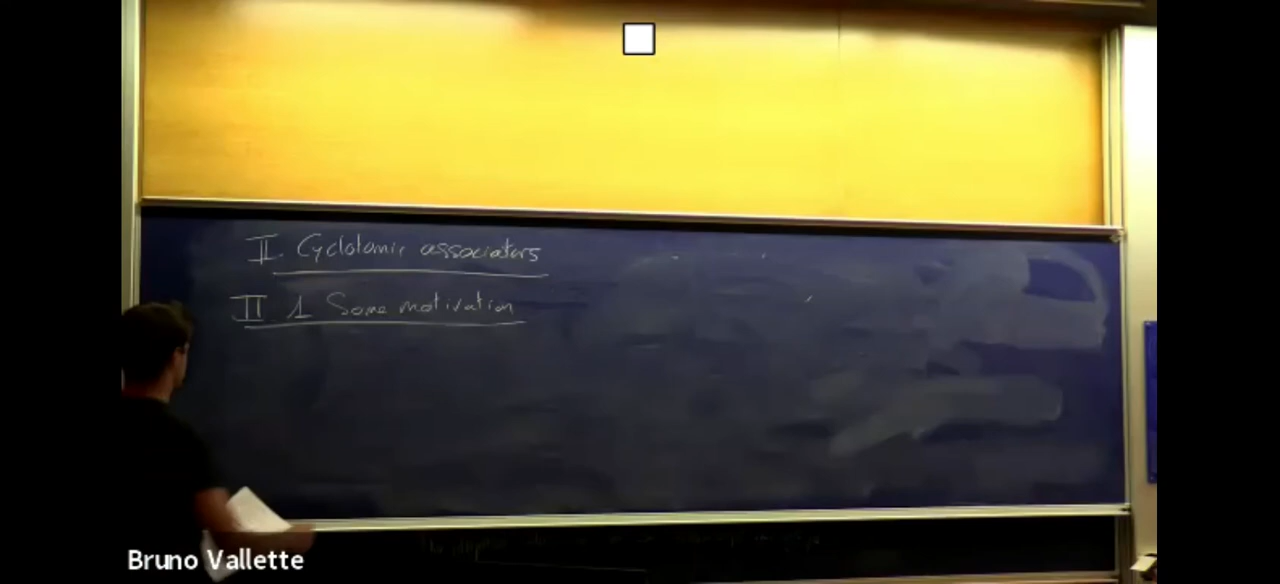 II. Cyclotomic associators
II 1 Some motivation
Bruno Vallette